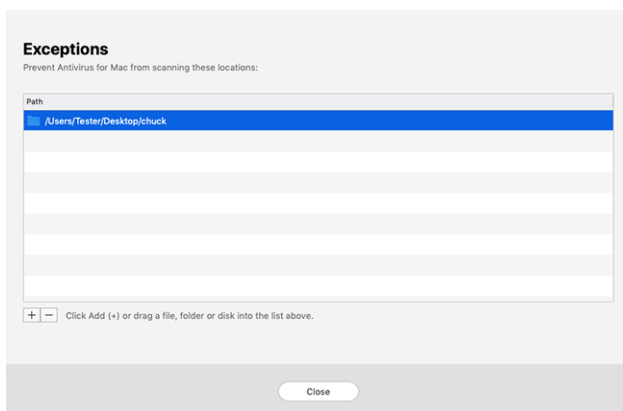 Exceptions
Prevent Antivirus for Mac from scanning these locations:
Path
/Users/Tester/Desktop/chuck
+ − Click Add (+) or drag a file, folder or disk into the list above.
Close